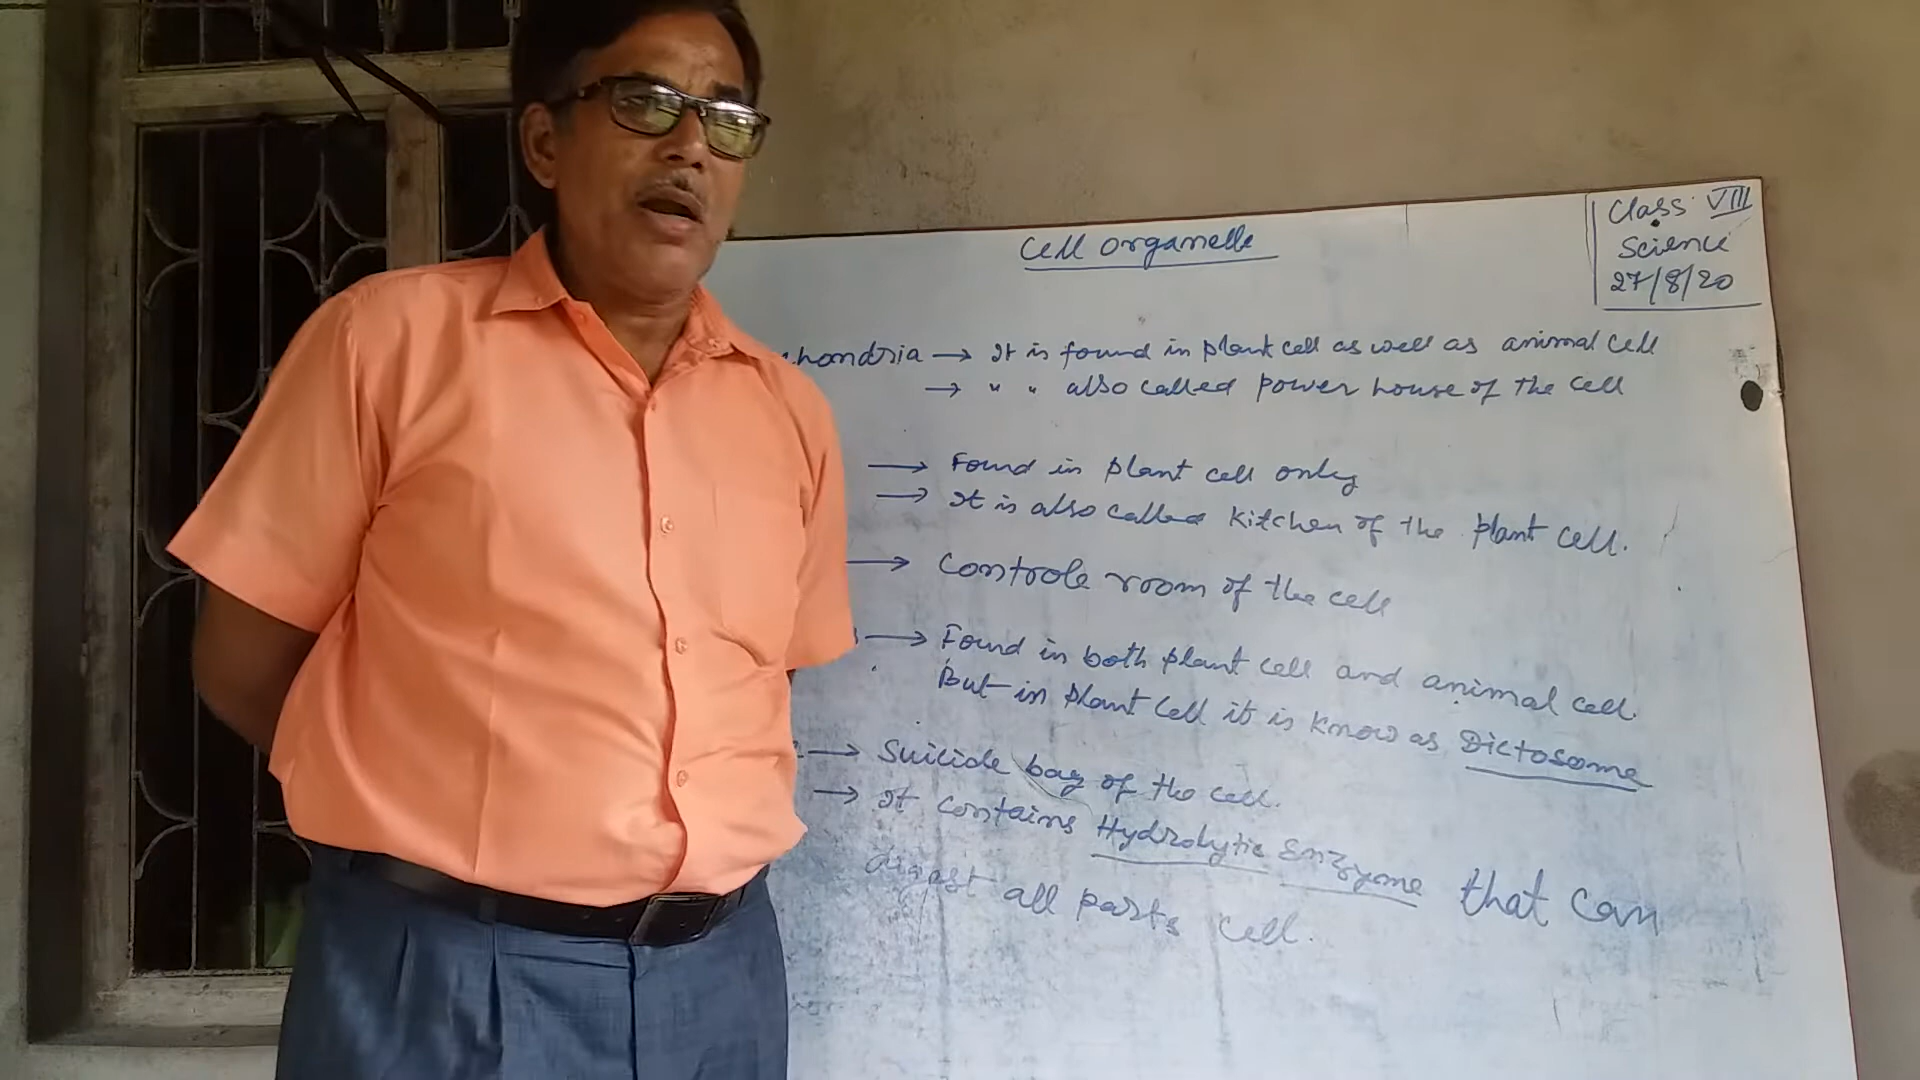 Class VIII
Science
27/8/20
Cell organelle
hondria → It is found in plant cell as well as animal cell
→ " " also called power house of the cell
→ Found in plant cell only
→ It is also called Kitchen of the plant cell.
→ Controle room of the cell
→ Found in both plant cell and animal cell.
But in plant cell it is know as Dictosome
→ Suicide bag of the cell.
→ It contains Hydrolytic Enzyme that can
digest all parts cell.